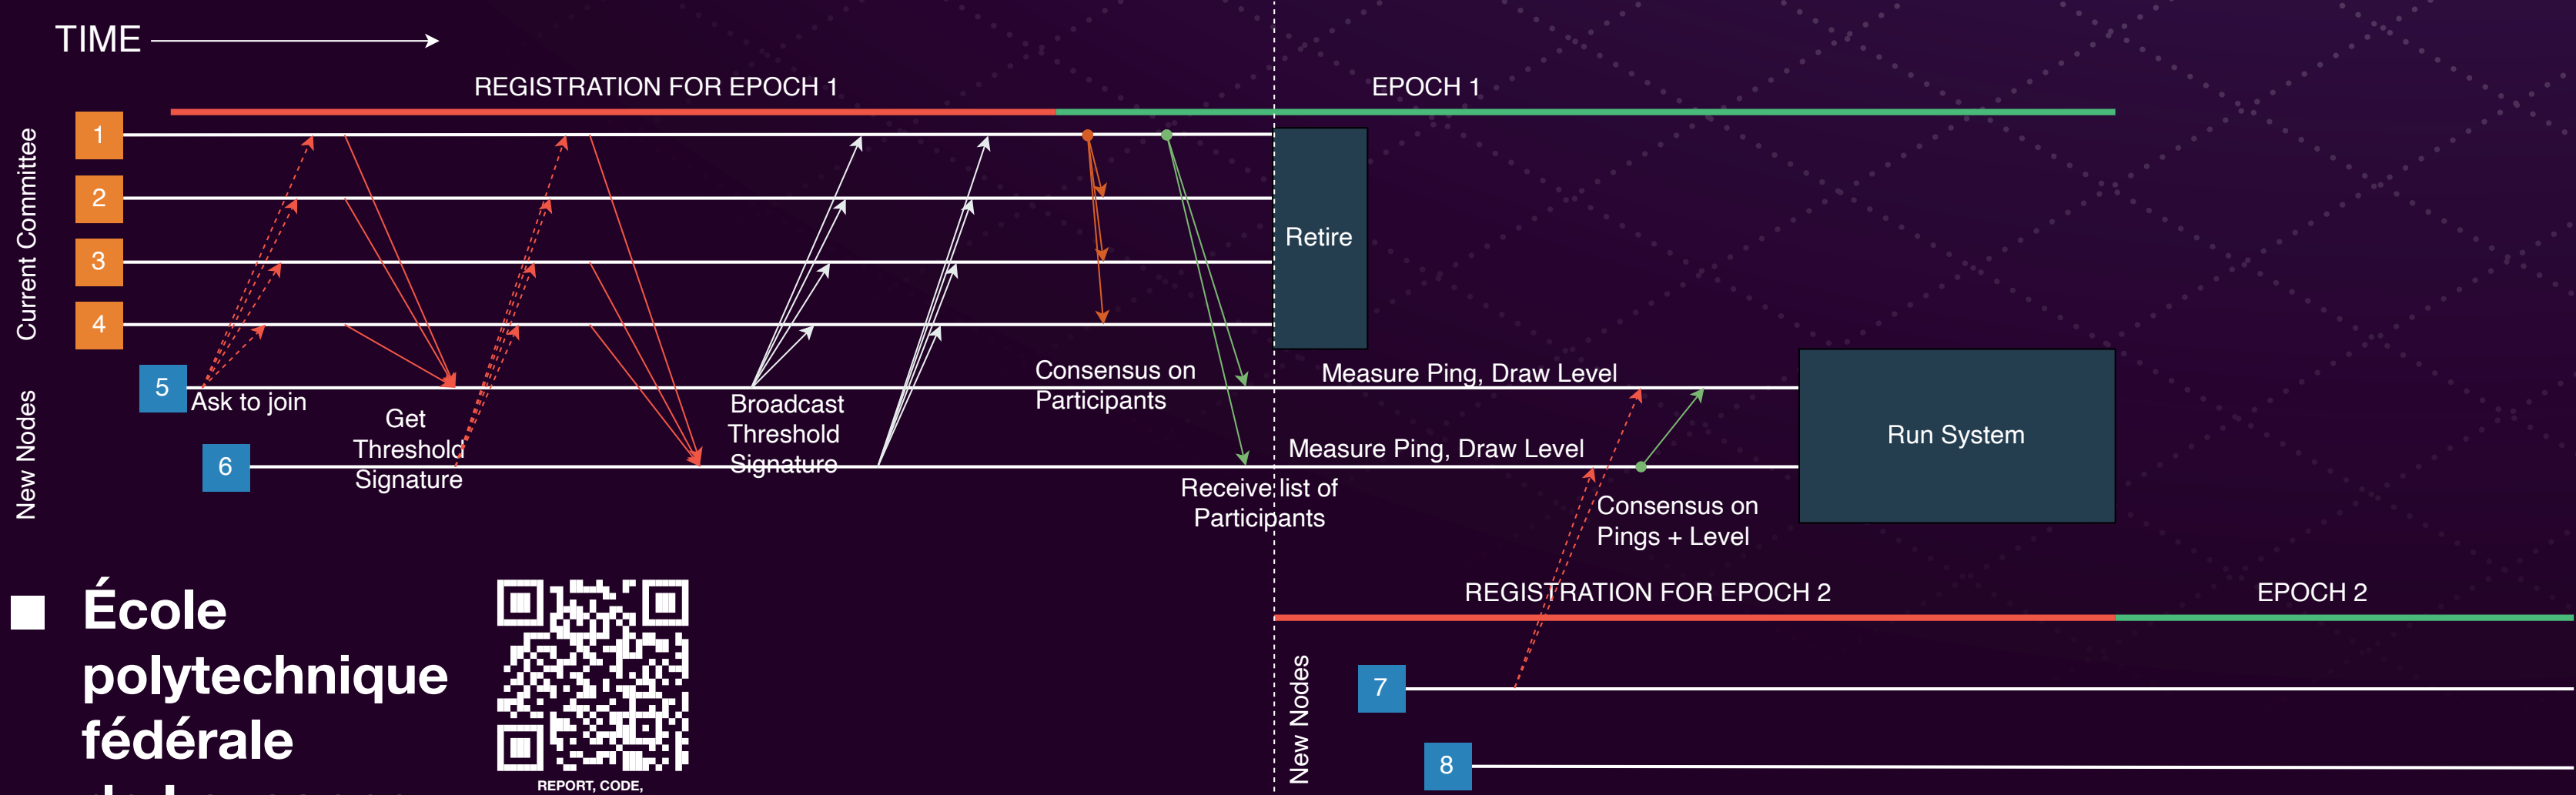 TIME
REGISTRATION FOR EPOCH 1
EPOCH 1
Current Committee
1
2
3
4
Retire
New Nodes
5
Ask to join
6
Get
Threshold
Signature
Broadcast
Threshold
Signature
Consensus on
Participants
Measure Ping, Draw Level
Measure Ping, Draw Level
Receive list of
Participants
Consensus on
Pings + Level
Run System
REGISTRATION FOR EPOCH 2
EPOCH 2
New Nodes
7
8
École
polytechnique
fédérale
REPORT, CODE,